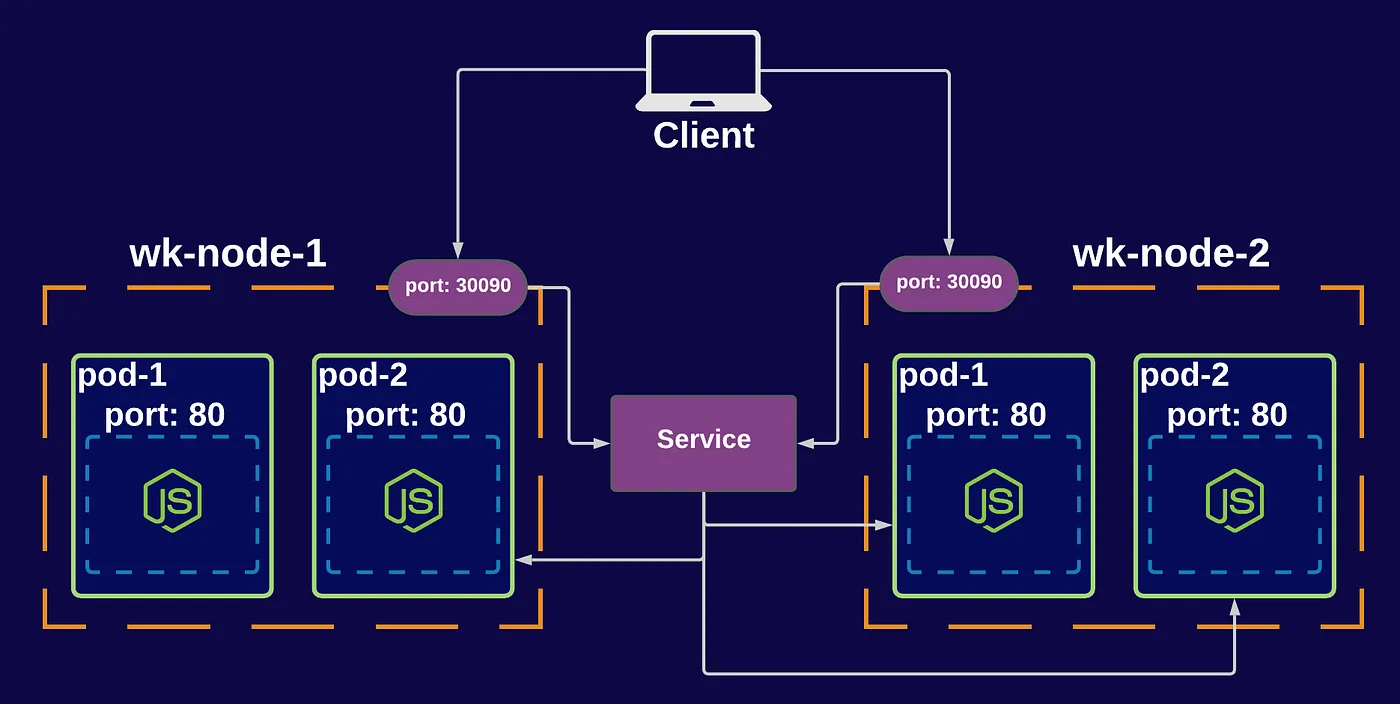 Client
wk-node-1
wk-node-2
port: 30090
port: 30090
pod-1
port: 80
JS
pod-2
port: 80
JS
Service
pod-1
port: 80
JS
pod-2
port: 80
JS